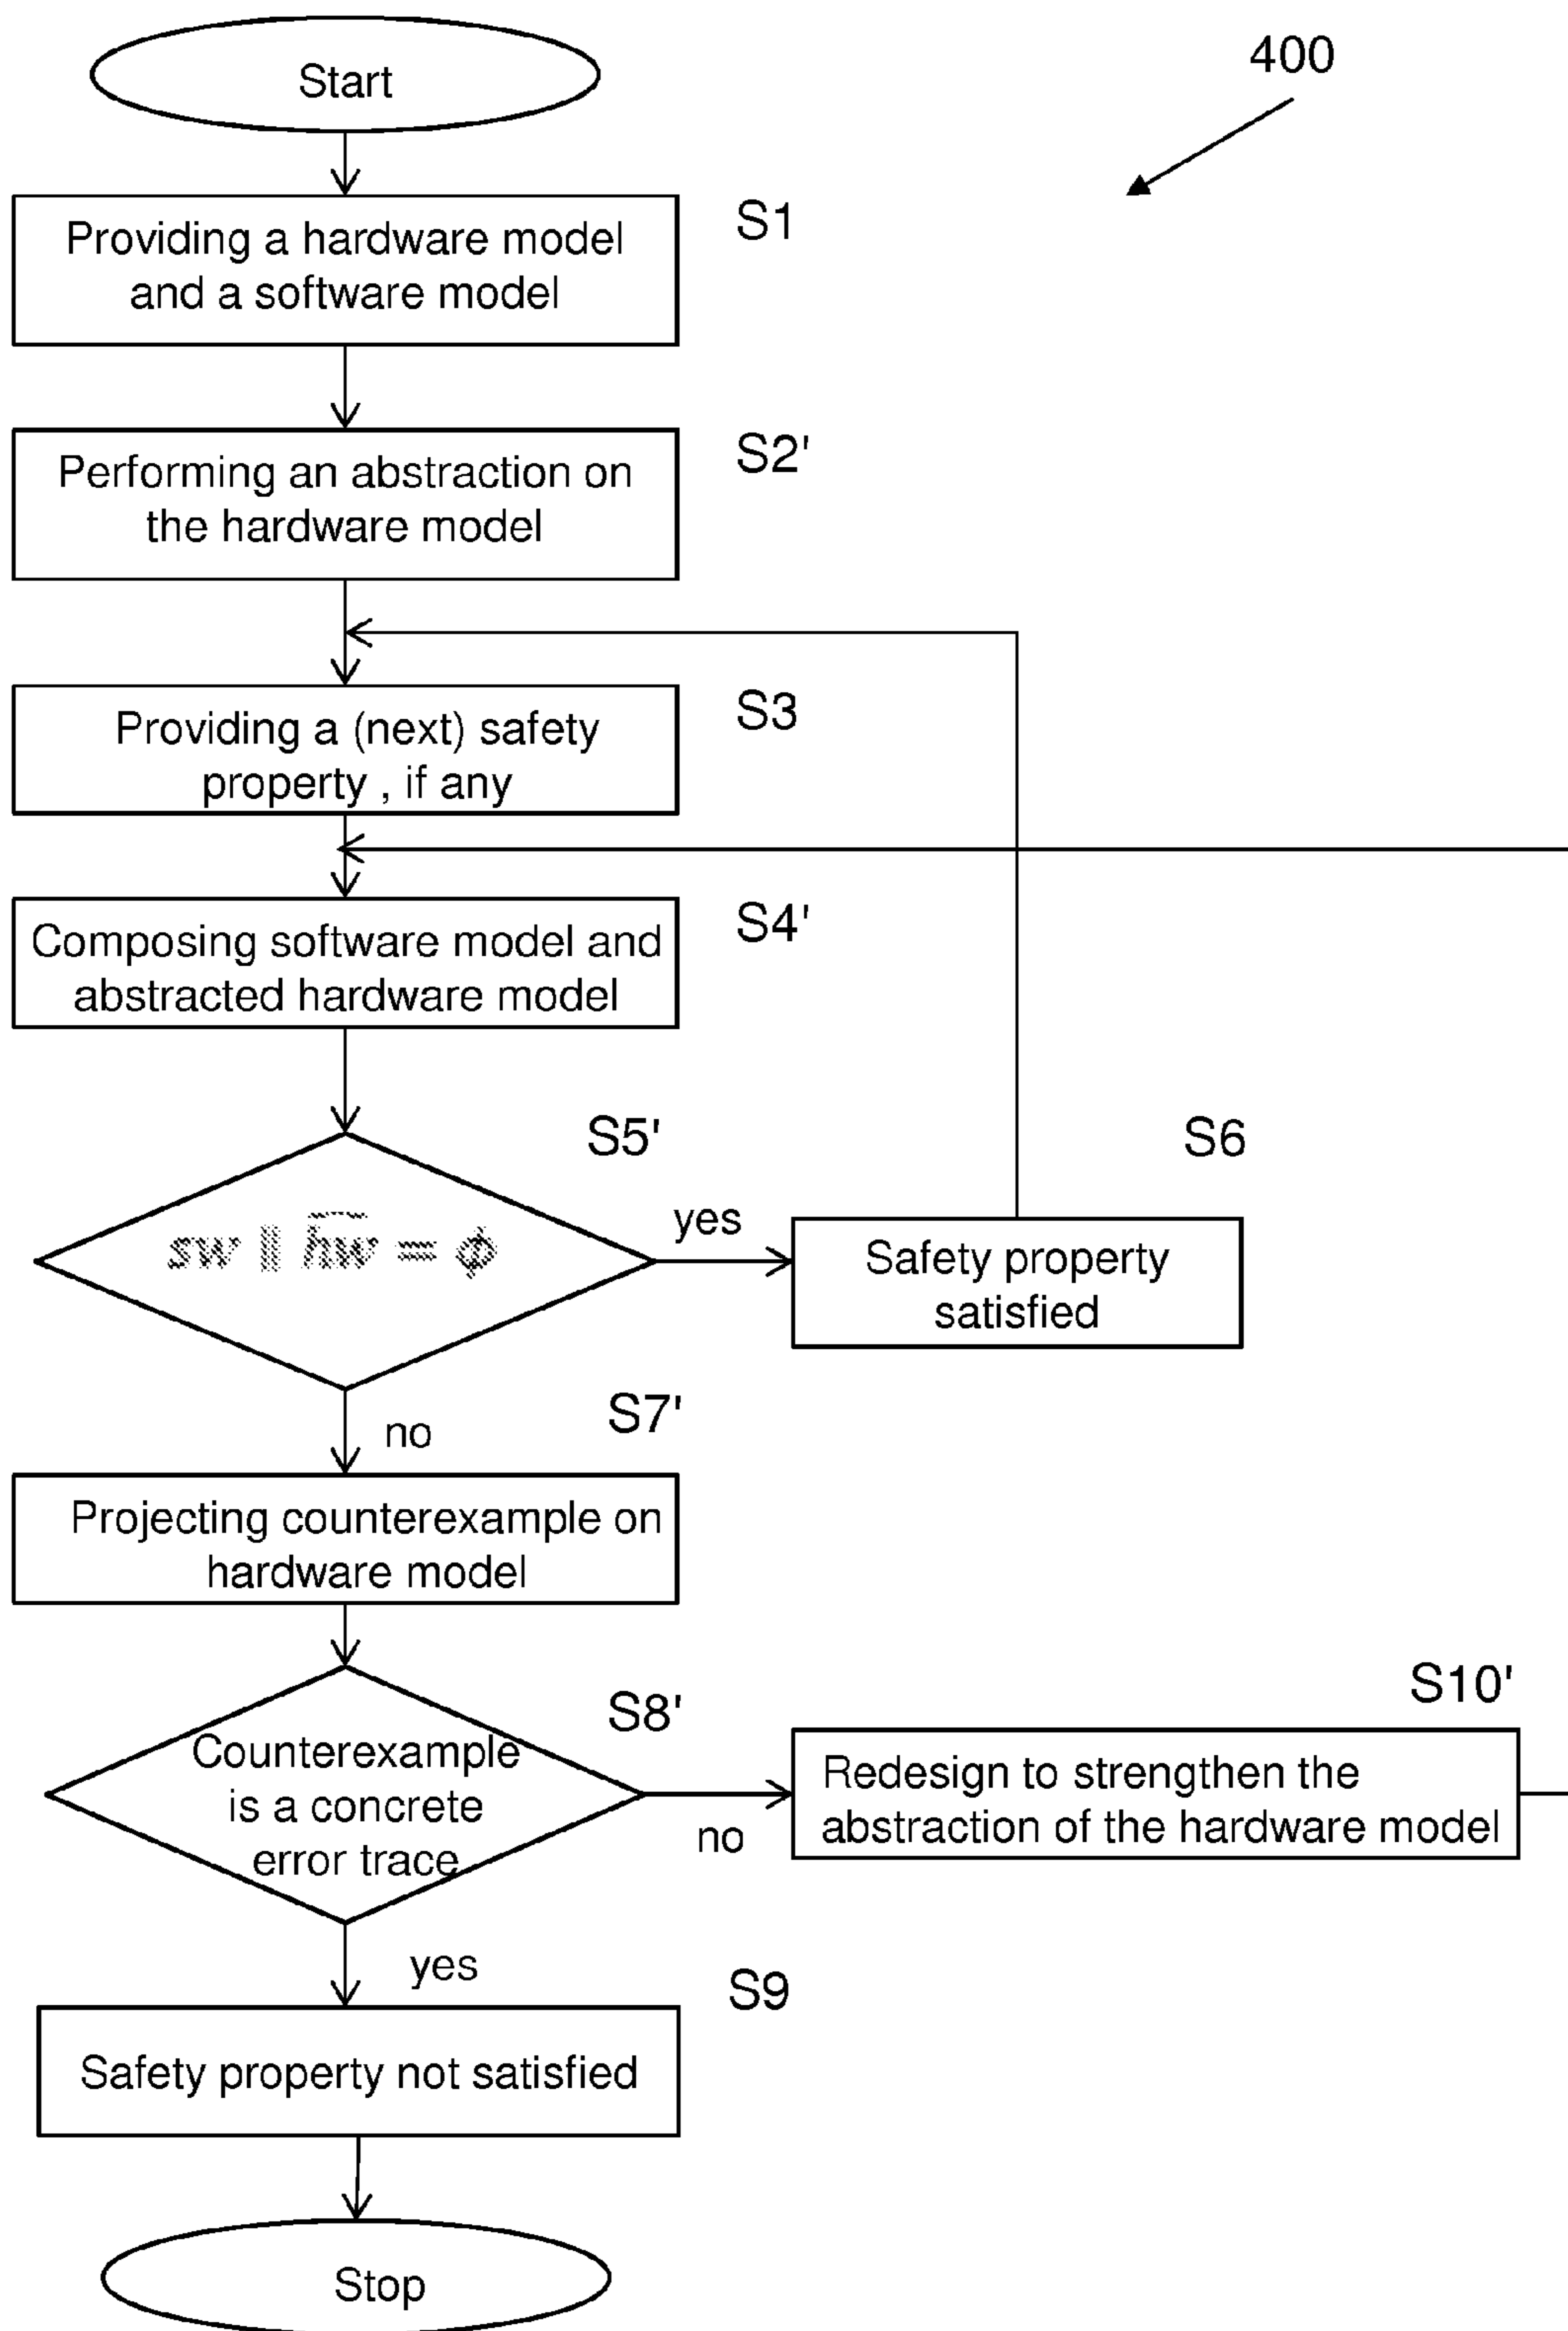 Start
400
Providing a hardware model
and a software model
S1
Performing an abstraction on
the hardware model
S2'
Providing a (next) safety
property , if any
S3
Composing software model and
abstracted hardware model
S4'
S5'
sw || h̅w̅ = ϕ
yes
S6
Safety property
satisfied
no
S7'
Projecting counterexample on
hardware model
S8'
Counterexample
is a concrete
error trace
no
S10'
Redesign to strengthen the
abstraction of the hardware model
yes
S9
Safety property not satisfied
Stop